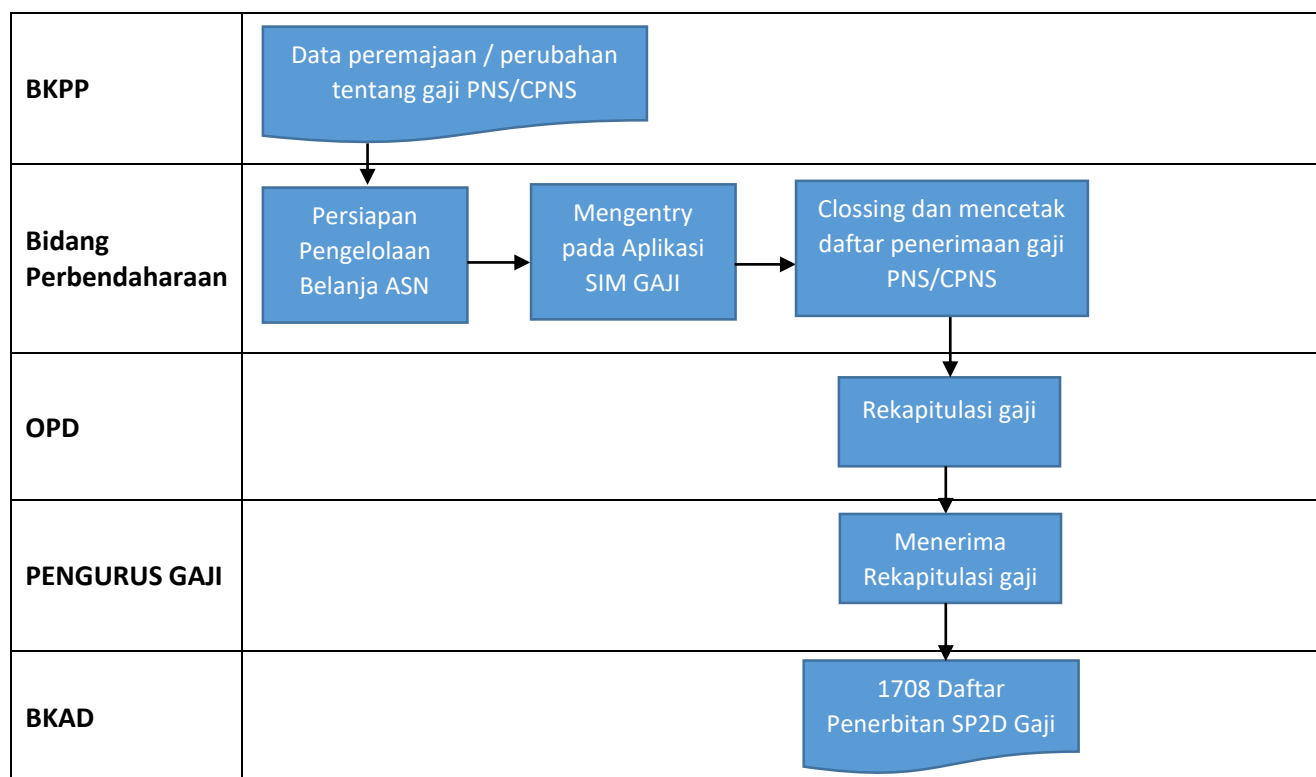 BKPP
Data peremajaan / perubahan
tentang gaji PNS/CPNS
Bidang
Perbendaharaan
Persiapan
Pengelolaan
Belanja ASN
Mengentry
pada Aplikasi
SIM GAJI
Clossing dan mencetak
daftar penerimaan gaji
PNS/CPNS
OPD
Rekapitulasi gaji
PENGURUS GAJI
Menerima
Rekapitulasi gaji
BKAD
1708 Daftar
Penerbitan SP2D Gaji